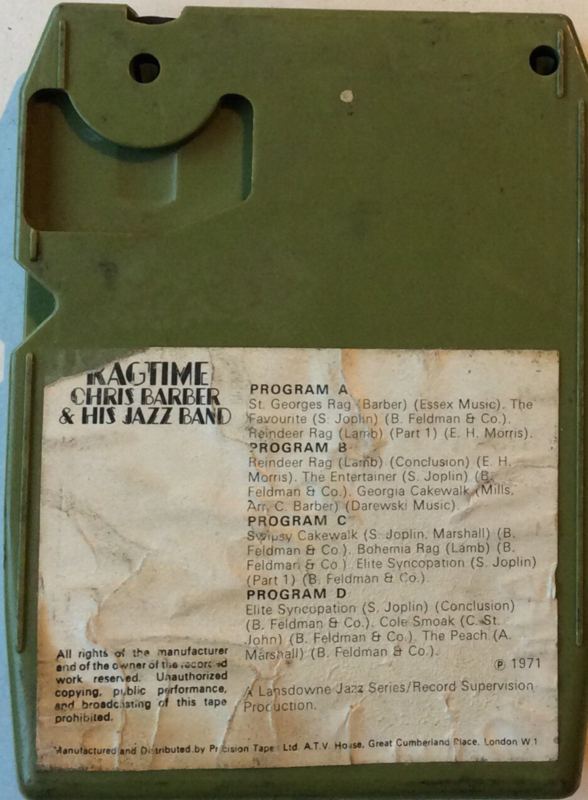 RAGTIME
CHRIS BARBER
& HIS JAZZ BAND
PROGRAM A
St. Georges Rag (Barber) (Essex Music). The
Favourite (S. Joplin) (B. Feldman & Co.).
Reindeer Rag (Lamb) (Part 1) (E. H. Morris).
PROGRAM B
Reindeer Rag (Lamb) (Conclusion) (E. H.
Morris). The Entertainer (S. Joplin) (B.
Feldman & Co.). Georgia Cakewalk (Mills,
Arr. C. Barber) (Darewski Music).
PROGRAM C
Swipsy Cakewalk (S. Joplin, Marshall) (B.
Feldman & Co.). Bohemia Rag (Lamb) (B.
Feldman & Co.). Elite Syncopation (S. Joplin)
(Part 1) (B. Feldman & Co.).
PROGRAM D
Elite Syncopation (S. Joplin) (Conclusion)
(B. Feldman & Co.). Cole Smoak (C. St.
John) (B. Feldman & Co.). The Peach (A.
Marshall) (B. Feldman & Co.).
℗ 1971
A Lansdowne Jazz Series/Record Supervision
Production.
All rights of the manufacturer
and of the owner of the recorded
work reserved. Unauthorized
copying, public performance,
and broadcasting of this tape
prohibited.
Manufactured and Distributed by Precision Tapes Ltd. A.T.V. House, Great Cumberland Place, London W1